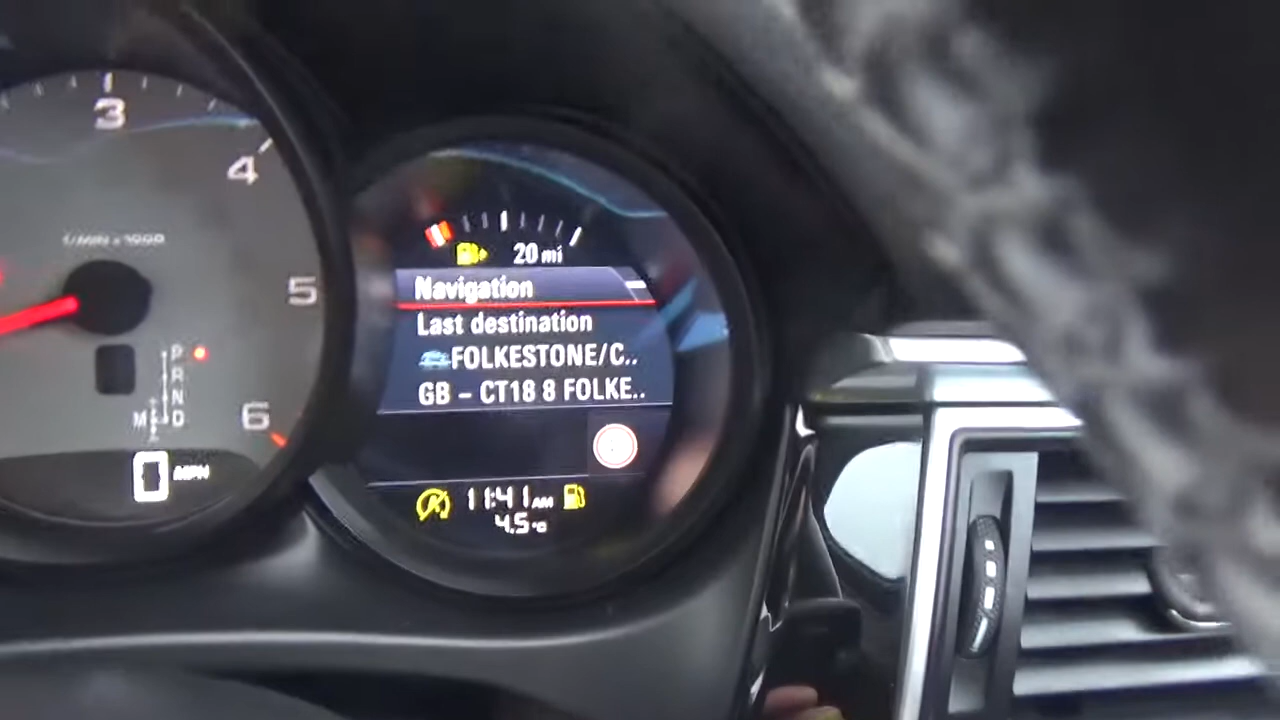 3
4
5
6
1/MIN x 1000
P
R
N
M D
0 MPH
20 mi
Navigation
Last destination
FOLKESTONE/C..
GB - CT18 8 FOLKE..
11:41 AM
4.5 °C